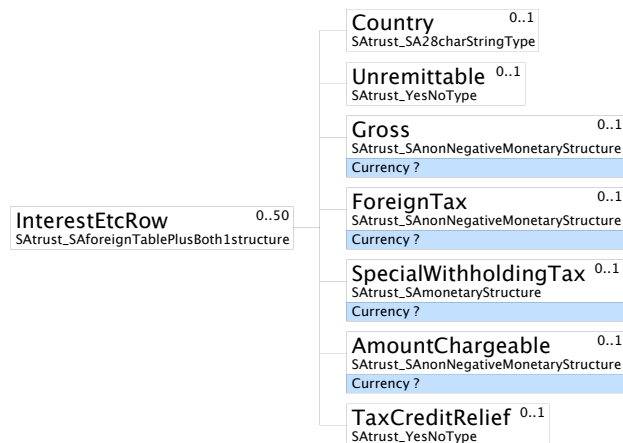 Country 0..1
SAtrust_SA28charStringType
Unremittable 0..1
SAtrust_YesNoType
Gross 0..1
SAtrust_SAnonNegativeMonetaryStructure
Currency ?
InterestEtcRow 0..50
SAtrust_SAforeignTablePlusBoth1structure
ForeignTax 0..1
SAtrust_SAnonNegativeMonetaryStructure
Currency ?
SpecialWithholdingTax 0..1
SAtrust_SAmonetaryStructure
Currency ?
AmountChargeable 0..1
SAtrust_SAnonNegativeMonetaryStructure
Currency ?
TaxCreditRelief 0..1
SAtrust_YesNoType